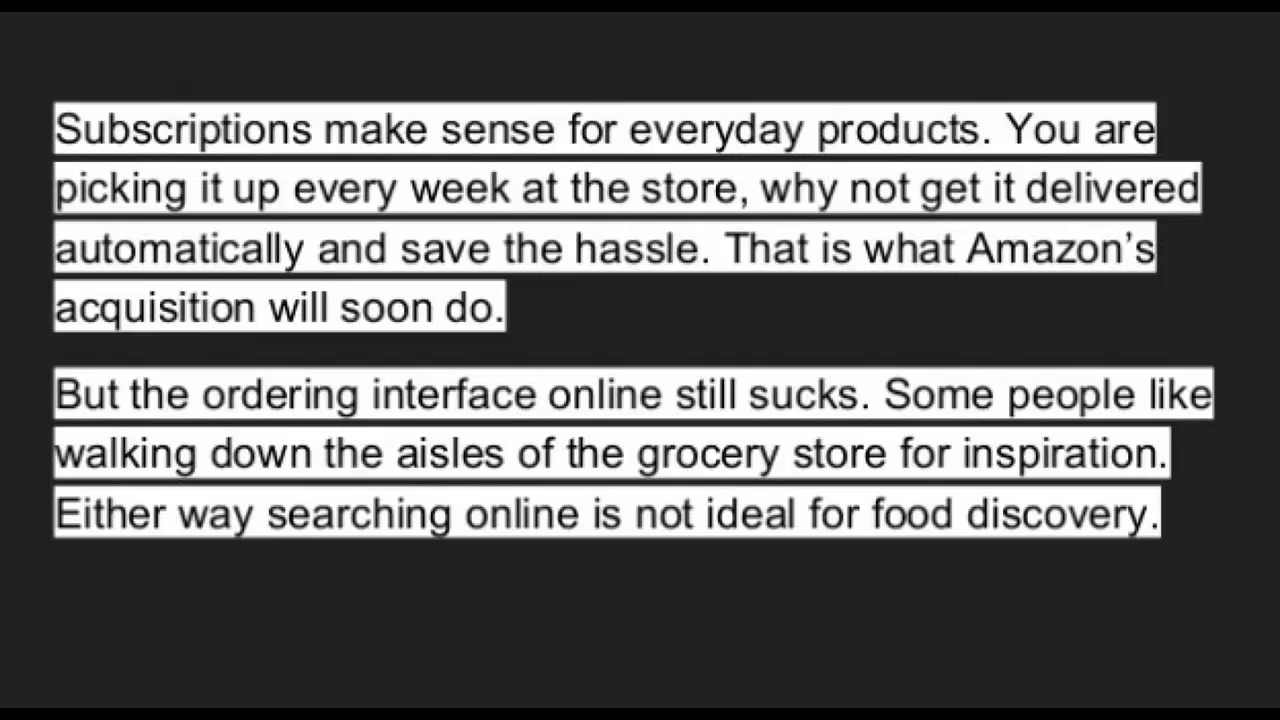 Subscriptions make sense for everyday products. You are
picking it up every week at the store, why not get it delivered
automatically and save the hassle. That is what Amazon’s
acquisition will soon do.
But the ordering interface online still sucks. Some people like
walking down the aisles of the grocery store for inspiration.
Either way searching online is not ideal for food discovery.